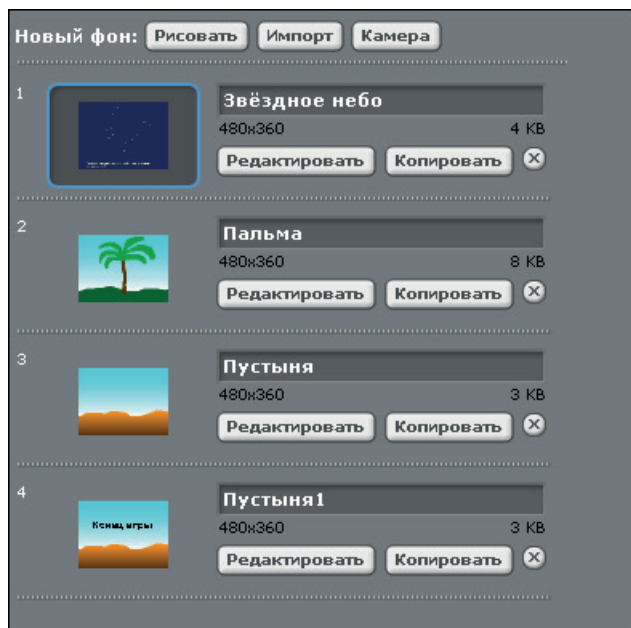 Новый фон: Рисовать Импорт Камера
1
Звёздное небо
480x360 4 KB
Редактировать Копировать
2
Пальма
480x360 8 KB
Редактировать Копировать
3
Пустыня
480x360 3 KB
Редактировать Копировать
4
Конец игры
Пустыня1
480x360 3 KB
Редактировать Копировать